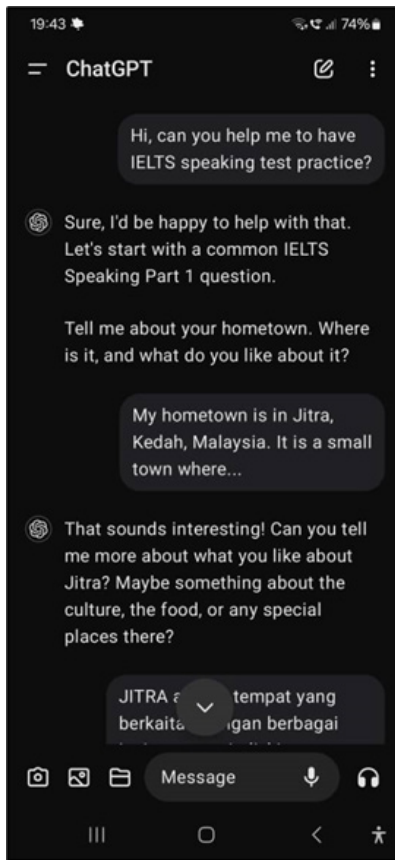 19:43
74%
ChatGPT
Hi, can you help me to have
IELTS speaking test practice?
Sure, I'd be happy to help with that.
Let's start with a common IELTS
Speaking Part 1 question.
Tell me about your hometown. Where
is it, and what do you like about it?
My hometown is in Jitra,
Kedah, Malaysia. It is a small
town where...
That sounds interesting! Can you tell
me more about what you like about
Jitra? Maybe something about the
culture, the food, or any special
places there?
JITRA tempat yang
berbagai
Message